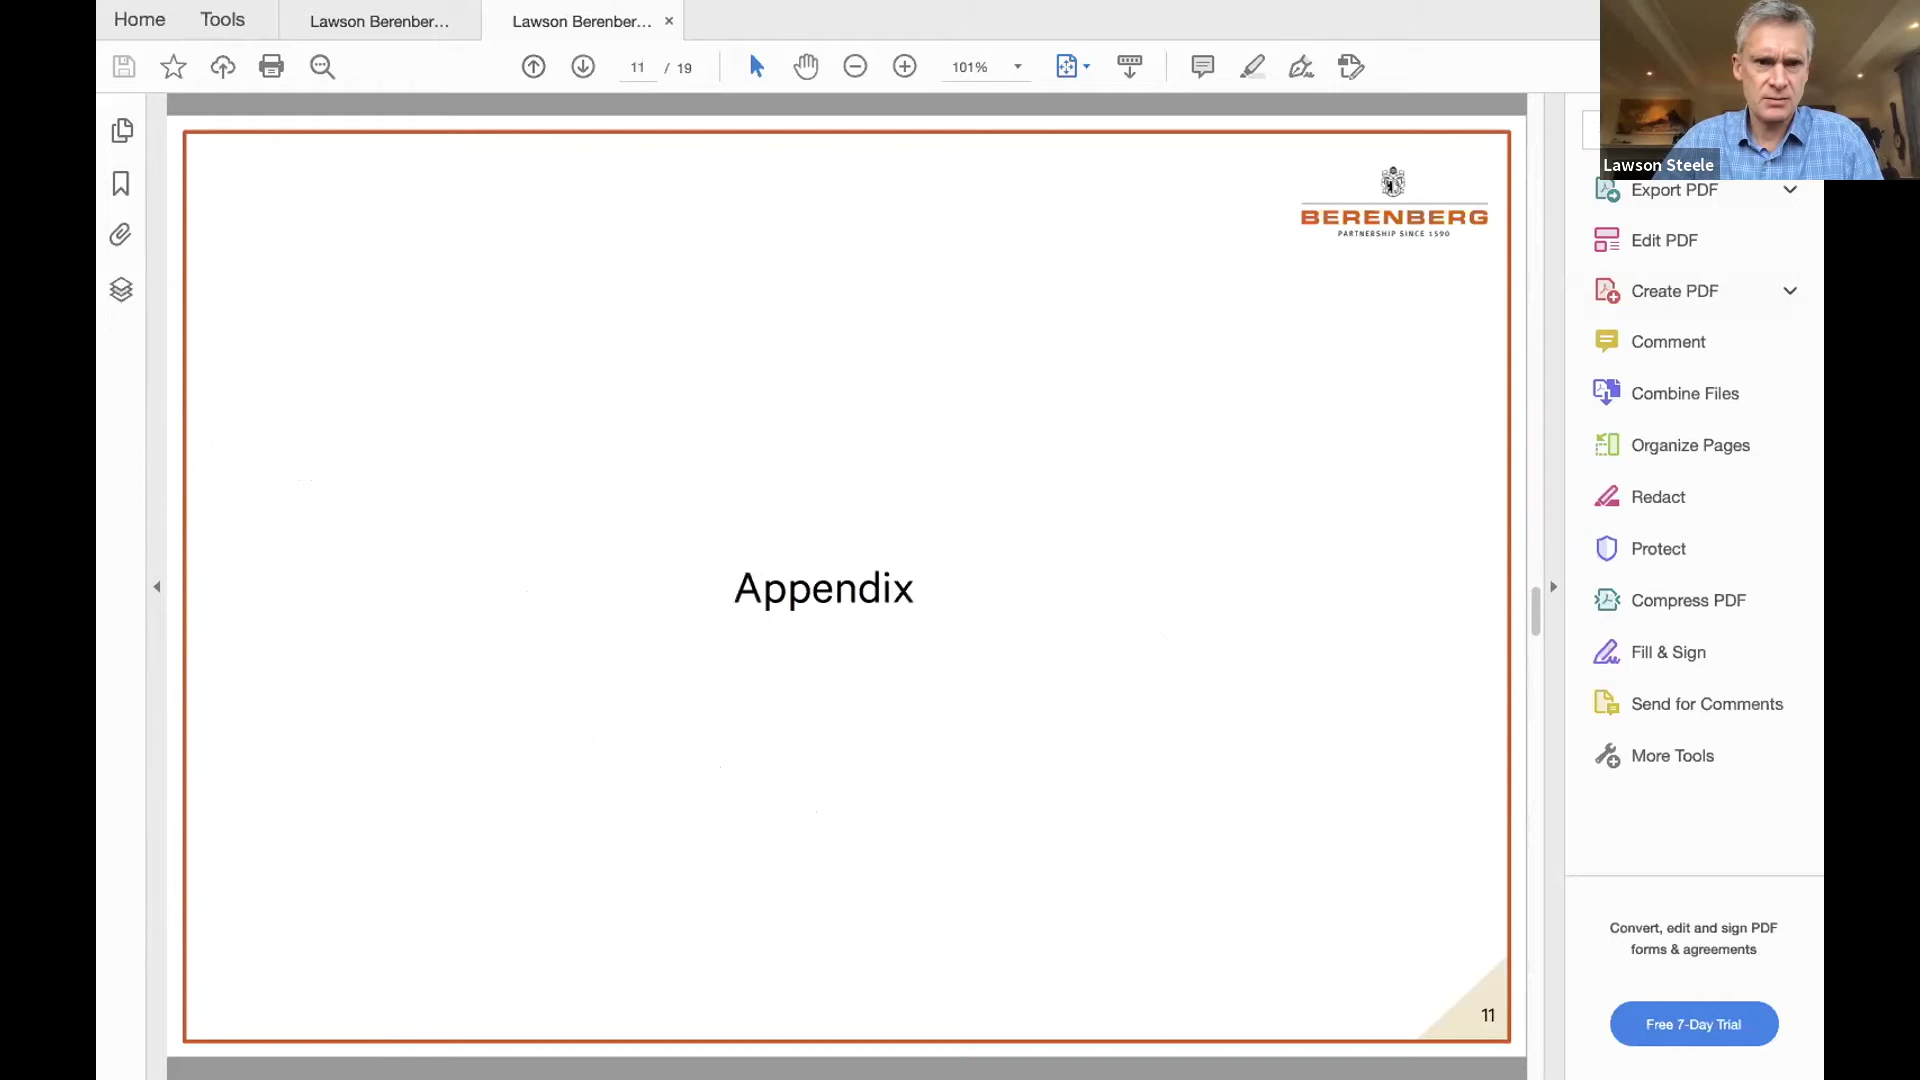 Home
Tools
Lawson Berenber...
Lawson Berenber...
11 / 19
101%
Lawson Steele
BERENBERG
PARTNERSHIP SINCE 1590
Appendix
11
Export PDF
Edit PDF
Create PDF
Comment
Combine Files
Organize Pages
Redact
Protect
Compress PDF
Fill & Sign
Send for Comments
More Tools
Convert, edit and sign PDF
forms & agreements
Free 7-Day Trial